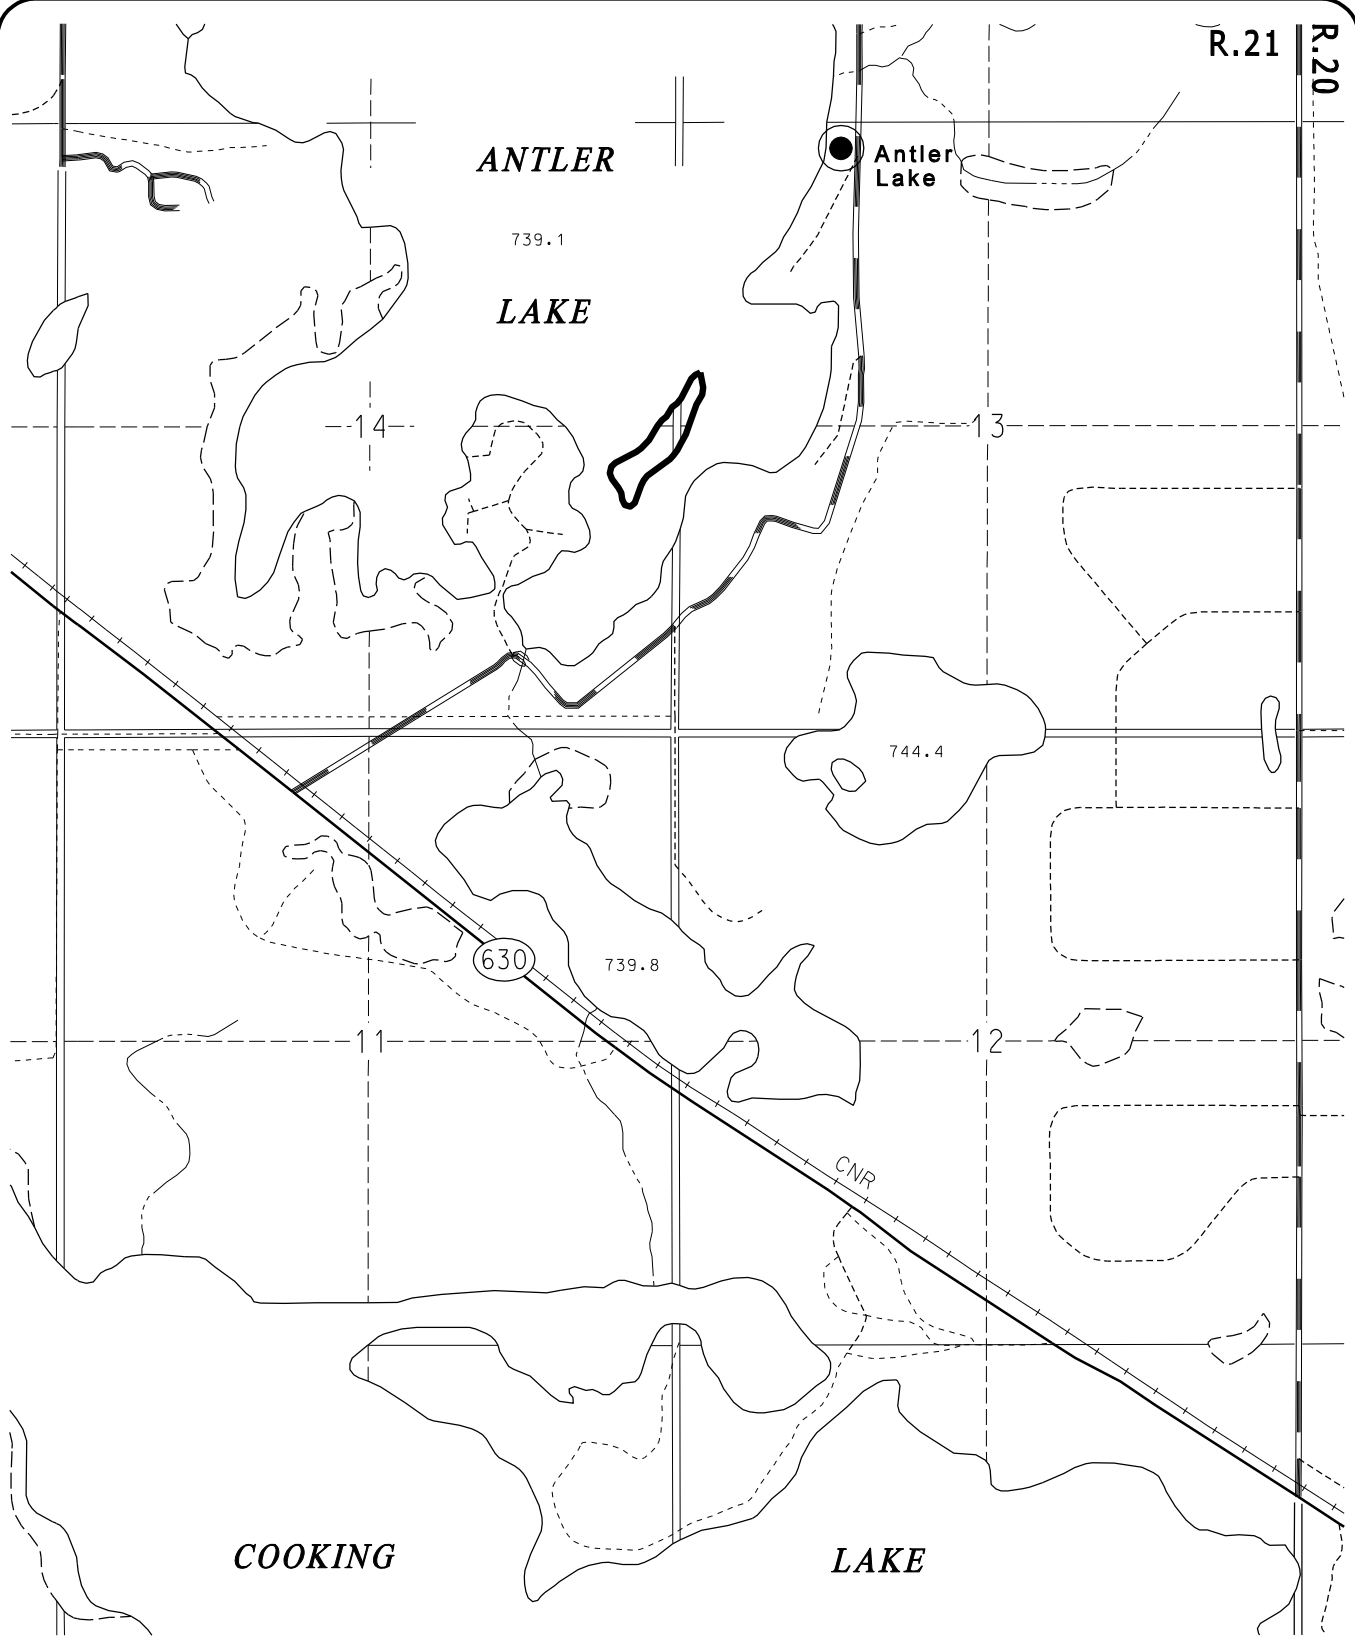 R.21
R.20
ANTLER
Antler
Lake
739.1
LAKE
14
13
744.4
630
739.8
11
12
CNR
COOKING
LAKE